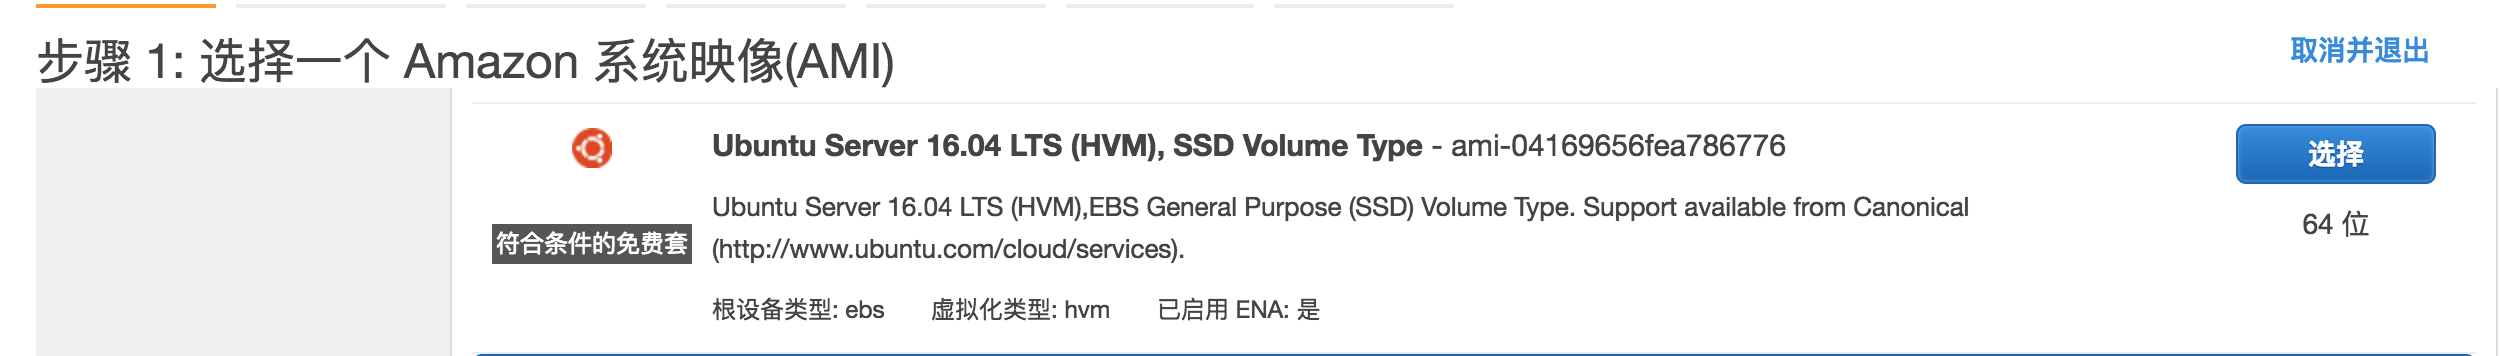 步骤 1: 选择一个 Amazon 系统映象(AMI)
取消并退出
Ubuntu Server 16.04 LTS (HVM), SSD Volume Type - ami-04169656fea786776
选择
Ubuntu Server 16.04 LTS (HVM),EBS General Purpose (SSD) Volume Type. Support available from Canonical
(http://www.ubuntu.com/cloud/services).
64 位
符合条件的免费套
根设备类型: ebs 虚拟化类型: hvm 已启用 ENA: 是